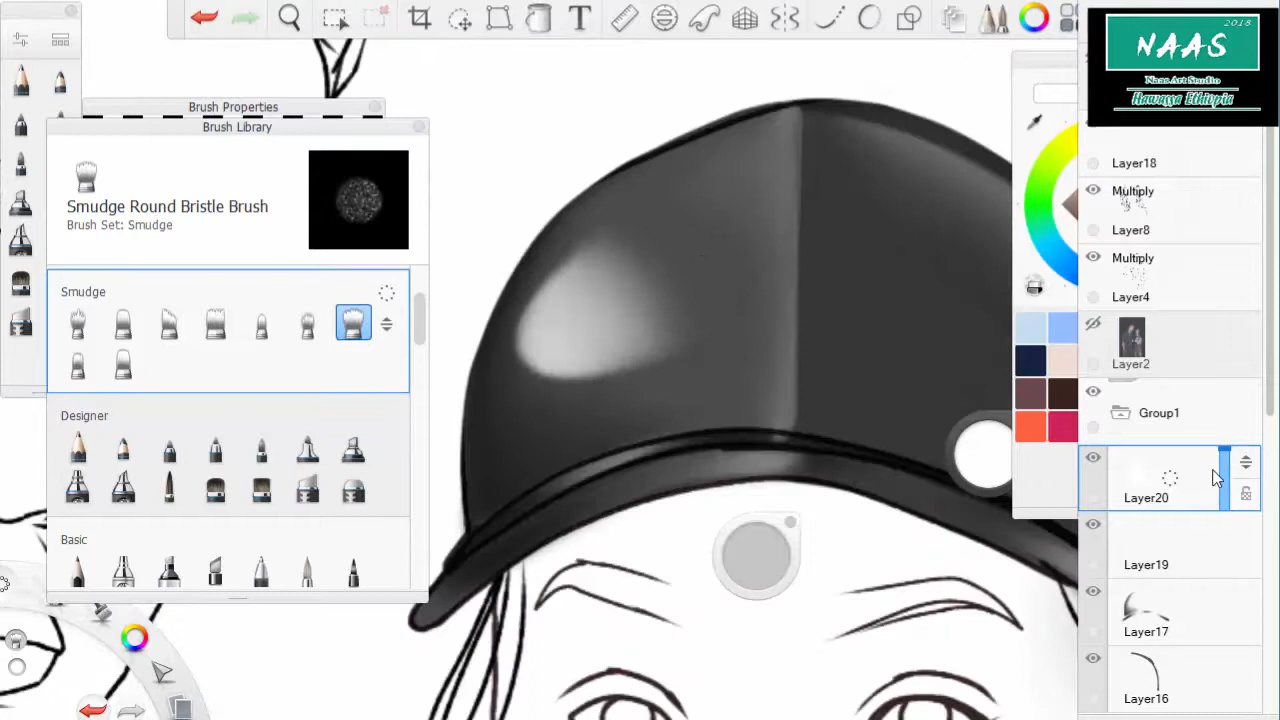 2018
NAAS
Naas Art Studio
Hawassa Ethiopia
Brush Properties
Brush Library
Smudge Round Bristle Brush
Brush Set: Smudge
Smudge
Designer
Basic
Layer18
Multiply
Layer8
Multiply
Layer4
Layer2
Group1
Layer20
Layer19
Layer17
Layer16